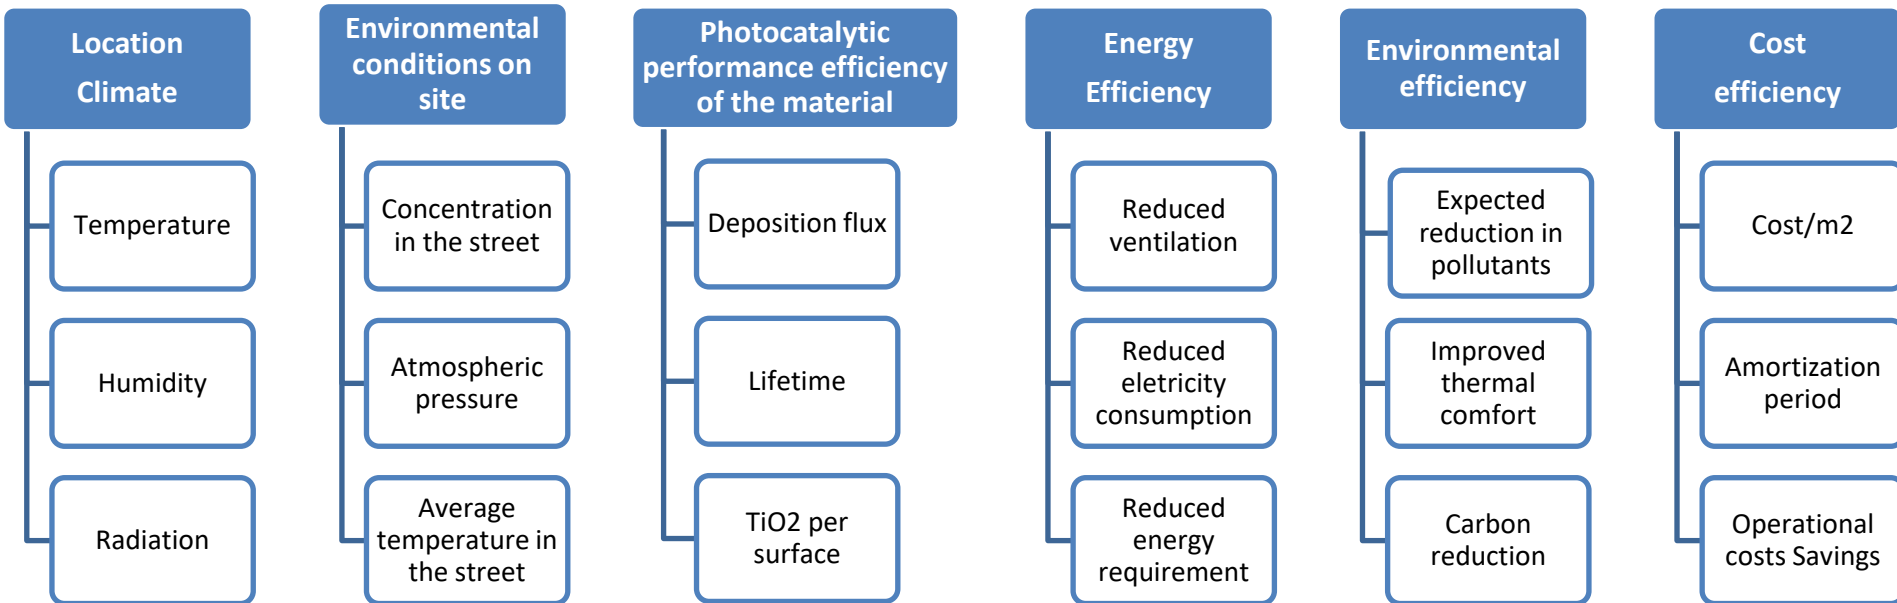 Location
Climate
Temperature
Humidity
Radiation
Environmental
conditions on
site
Concentration
in the street
Atmospheric
pressure
Average
temperature in
the street
Photocatalytic
performance efficiency
of the material
Deposition flux
Lifetime
TiO2 per
surface
Energy
Efficiency
Reduced
ventilation
Reduced
eletricity
consumption
Reduced
energy
requirement
Environmental
efficiency
Expected
reduction in
pollutants
Improved
thermal
comfort
Carbon
reduction
Cost
efficiency
Cost/m2
Amortization
period
Operational
costs Savings